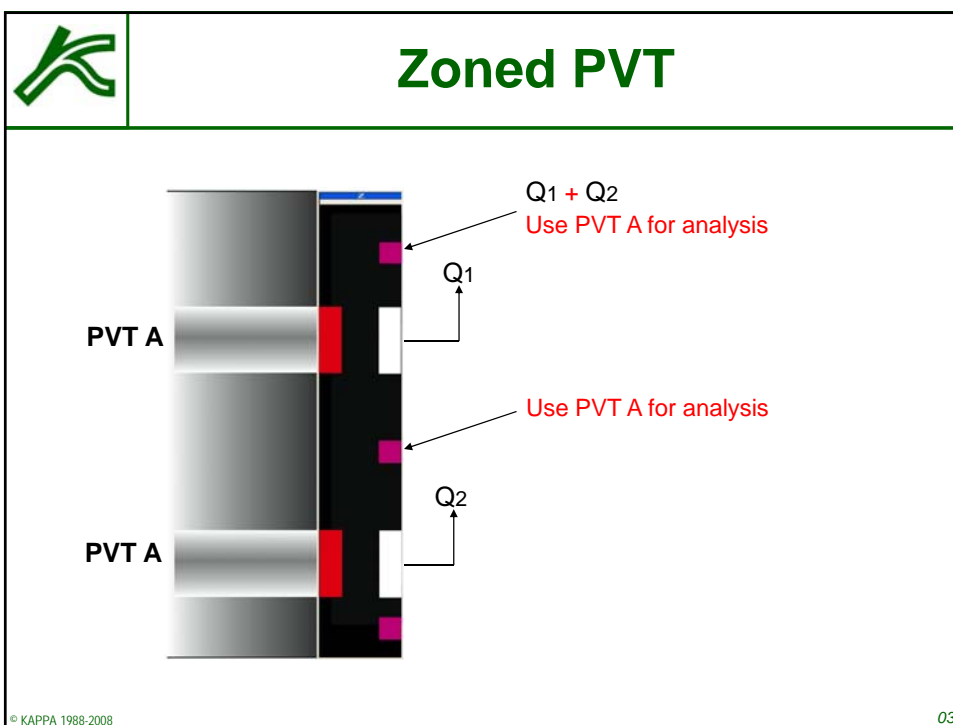 Zoned PVT
Q1 + Q2
Use PVT A for analysis
Q1
PVT A
Use PVT A for analysis
Q2
PVT A
© KAPPA 1988-2008
03